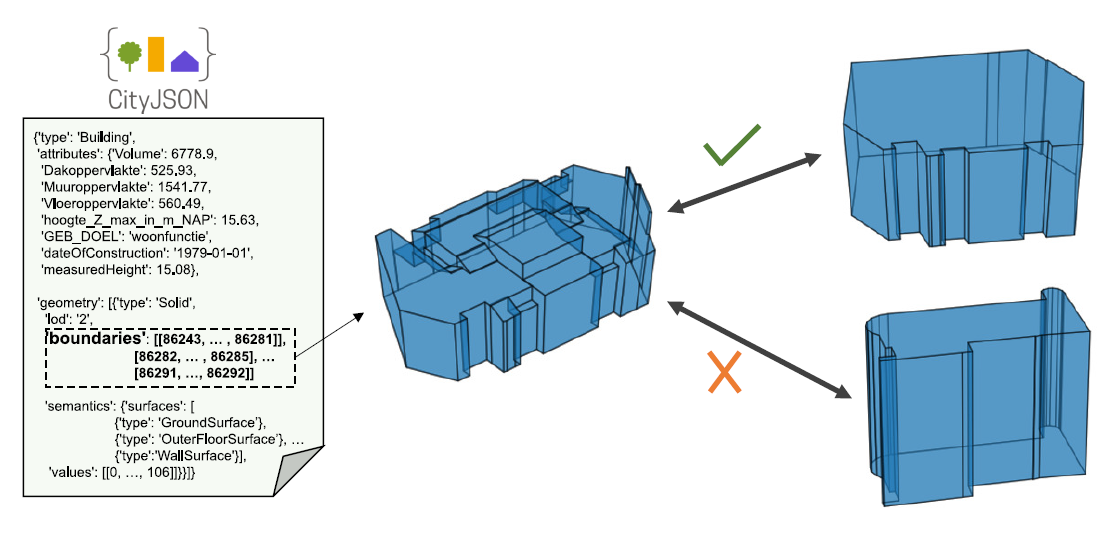 CityJSON
{'type': 'Building',
'attributes': {'Volume': 6778.9,
'Dakoppervlakte': 525.93,
'Muuroppervlakte': 1541.77,
'Vloeroppervlakte': 560.49,
'hoogte_Z_max_in_m_NAP': 15.63,
'GEB_DOEL': 'woonfunctie',
'dateOfConstruction': '1979-01-01',
'measuredHeight': 15.08},
'geometry': [{'type': 'Solid',
'lod': '2',
'boundaries': [[86243, ... , 86281]],
[86282, ... , 86285], ...
[86291, ..., 86292]]
'semantics': {'surfaces': [
{'type': 'GroundSurface'},
{'type': 'OuterFloorSurface'}, ...
{'type':'WallSurface'}],
'values': [[0, ..., 106]]}}]}